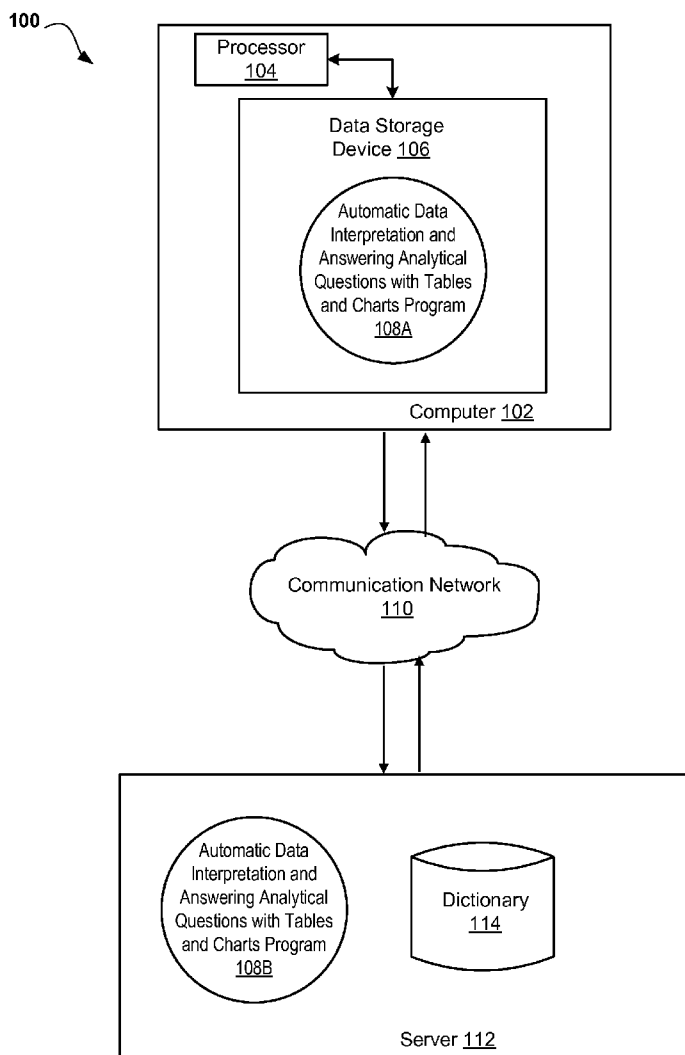 100
Processor
104
Data Storage
Device 106
Automatic Data
Interpretation and
Answering Analytical
Questions with Tables
and Charts Program
108A
Computer 102
Communication Network
110
Automatic Data
Interpretation and
Answering Analytical
Questions with Tables
and Charts Program
108B
Dictionary
114
Server 112